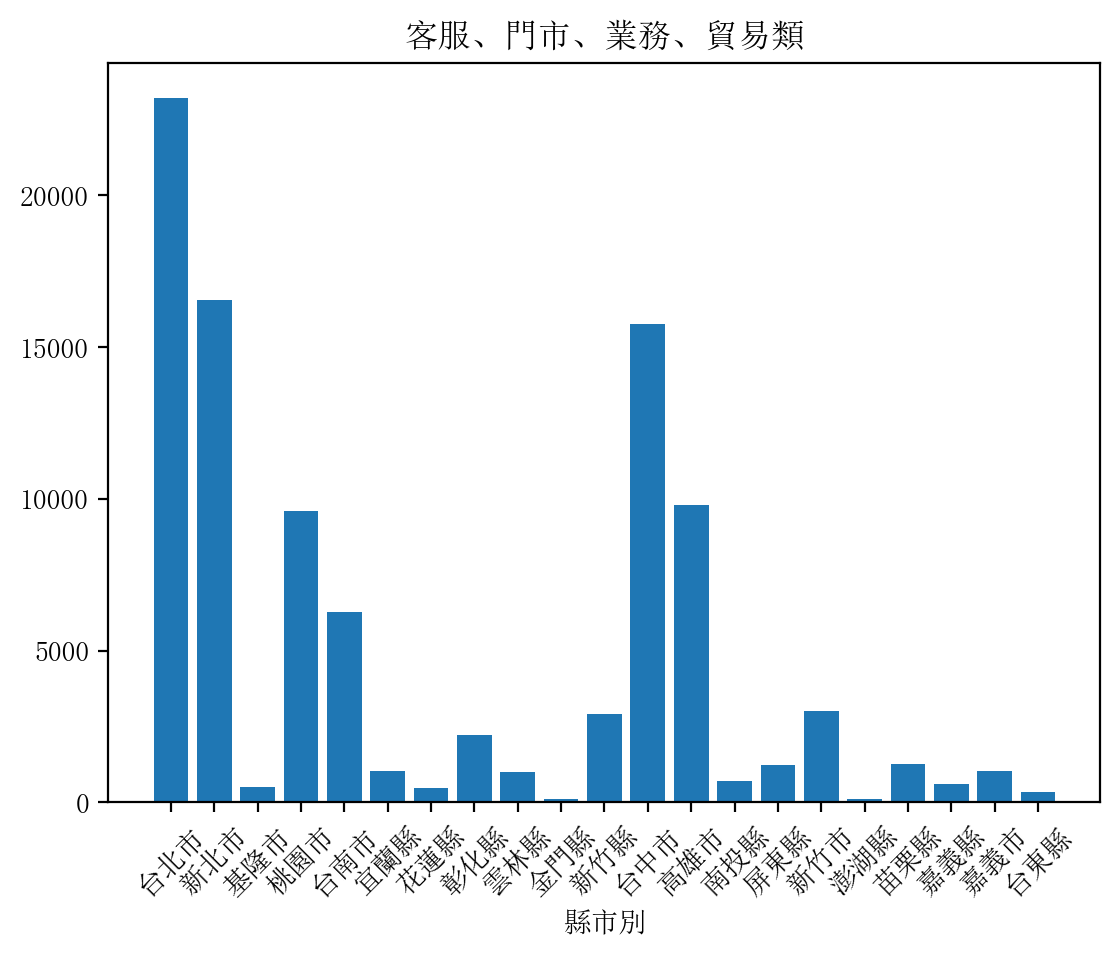 客服、門市、業務、貿易類
20000
15000
10000
5000
0
台北市
新北市
基隆市
桃園市
台南市
宜蘭縣
花蓮縣
彰化縣
雲林縣
金門縣
新竹縣
台中市
高雄市
南投縣
屏東縣
新竹市
澎湖縣
苗栗縣
嘉義縣
嘉義市
台東縣
縣市別